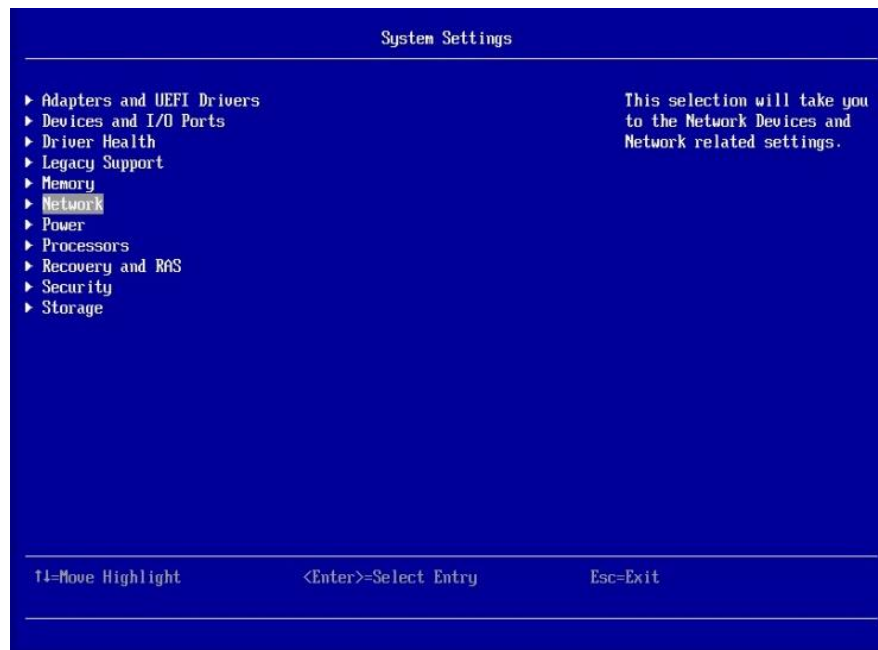 System Settings
▶ Adapters and UEFI Drivers
▶ Devices and I/O Ports
▶ Driver Health
▶ Legacy Support
▶ Memory
▶ Network
▶ Power
▶ Processors
▶ Recovery and RAS
▶ Security
▶ Storage
This selection will take you
to the Network Devices and
Network related settings.
↑↓=Move Highlight <Enter>=Select Entry Esc=Exit